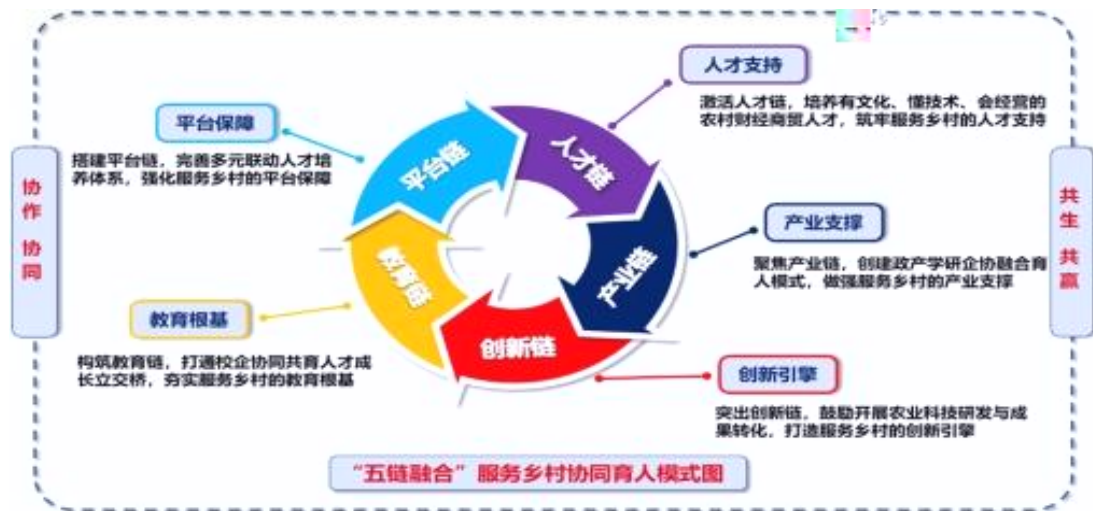 人才支持
激活人才链，培养有文化、懂技术、会经营的
农村财经商贸人才，筑牢服务乡村的人才支持
平台保障
搭建平台链，完善多元联动人才培
养体系，强化服务乡村的平台保障
平台链
人才链
产业链
创新链
教育链
协作 协同
共生 共赢
产业支撑
聚焦产业链，创建政产学研企协融合育
人模式，做强服务乡村的产业支撑
教育根基
构筑教育链，打通校企协同共育人才成
长立交桥，夯实服务乡村的教育根基
创新引擎
突出创新链，鼓励开展农业科技研发与成
果转化，打造服务乡村的创新引擎
“五链融合”服务乡村协同育人模式图